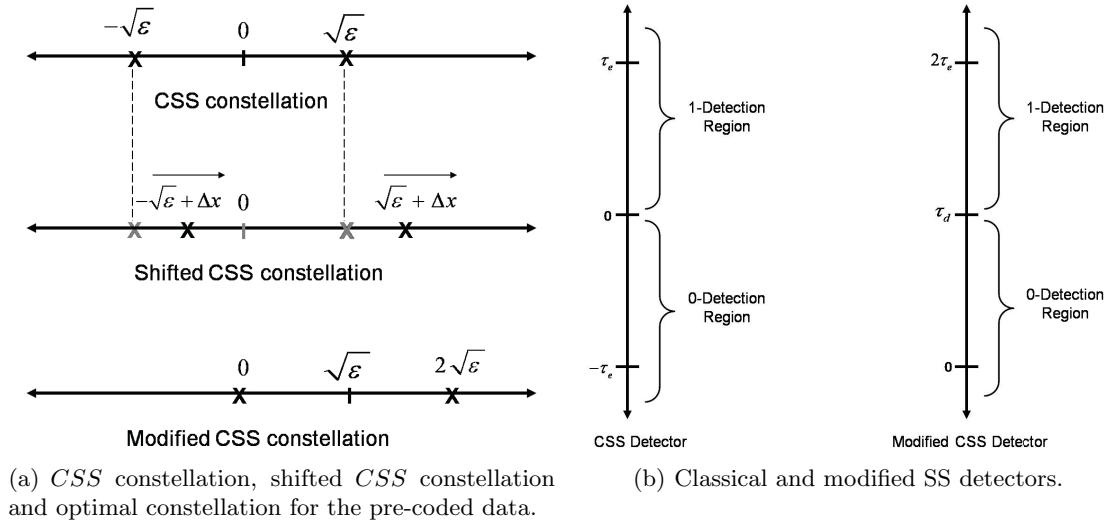 −√ε 0 √ε
X X
CSS constellation
−√ε + Δx 0 √ε + Δx
X X X X
Shifted CSS constellation
0 √ε 2√ε
X X
Modified CSS constellation
τe
1-Detection
Region
0
0-Detection
Region
−τe
CSS Detector
2τe
1-Detection
Region
τd
0-Detection
Region
0
Modified CSS Detector
(a) CSS constellation, shifted CSS constellation
and optimal constellation for the pre-coded data.
(b) Classical and modified SS detectors.